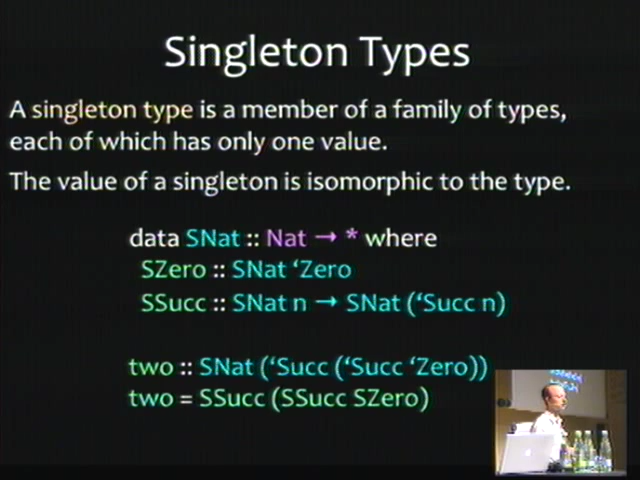 Singleton Types
A singleton type is a member of a family of types,
each of which has only one value.
The value of a singleton is isomorphic to the type.
data SNat :: Nat → * where
SZero :: SNat ‘Zero
SSucc :: SNat n → SNat (‘Succ n)
two :: SNat (‘Succ (‘Succ ‘Zero))
two = SSucc (SSucc SZero)